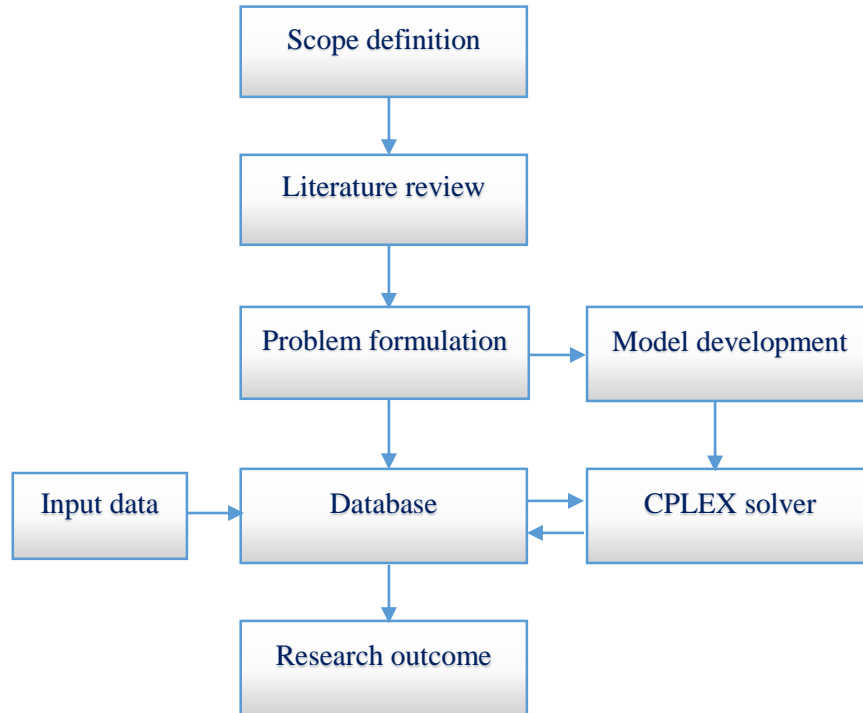 Scope definition
Literature review
Problem formulation
Model development
Input data
Database
CPLEX solver
Research outcome